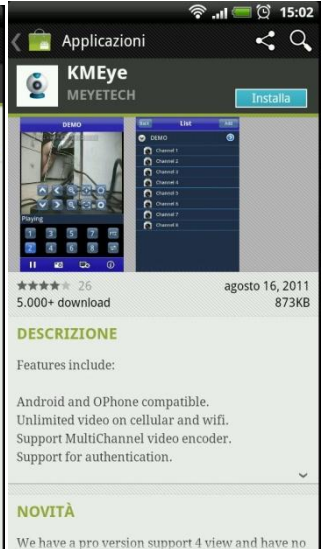 15:02
Applicazioni
KMEye
MEYETECH
Installa
DEMO
Playing
1 3 5 7
2 4 6 8
List
DEMO
Channel 1
Channel 2
Channel 3
Channel 4
Channel 5
Channel 6
Channel 7
Channel 8
26
agosto 16, 2011
5.000+ download
873KB
DESCRIZIONE
Features include:
Android and OPhone compatible.
Unlimited video on cellular and wifi.
Support MultiChannel video encoder.
Support for authentication.
NOVITÀ
We have a pro version support 4 view and have no